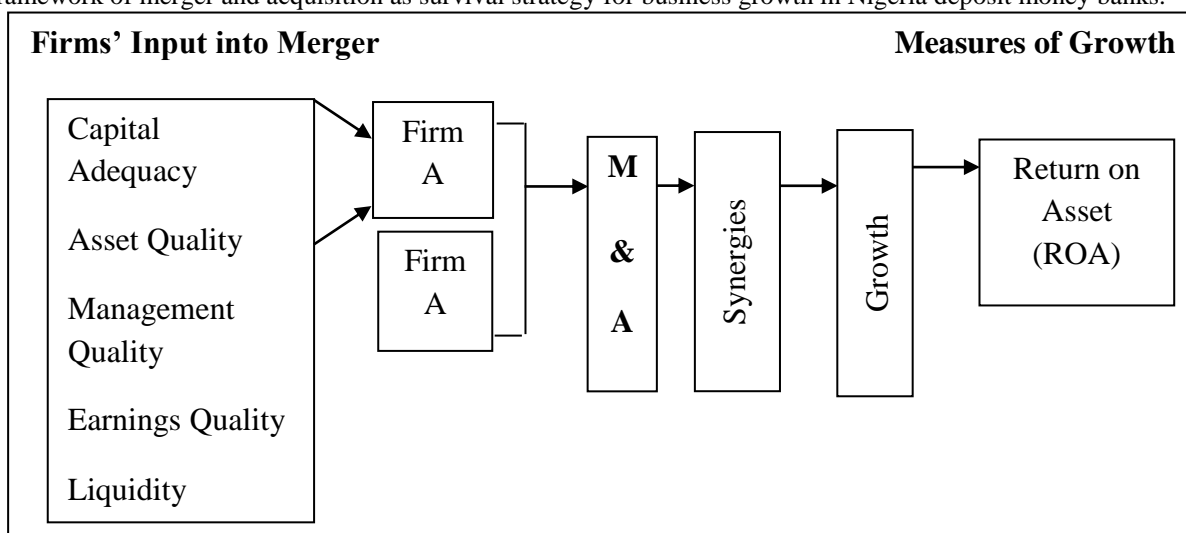 framework of merger and acquisition as survival strategy for business growth in Nigeria deposit money banks.
Firms’ Input into Merger
Measures of Growth
Capital
Adequacy
Asset Quality
Management
Quality
Earnings Quality
Liquidity
Firm
A
Firm
A
M
&
A
Synergies
Growth
Return on
Asset
(ROA)